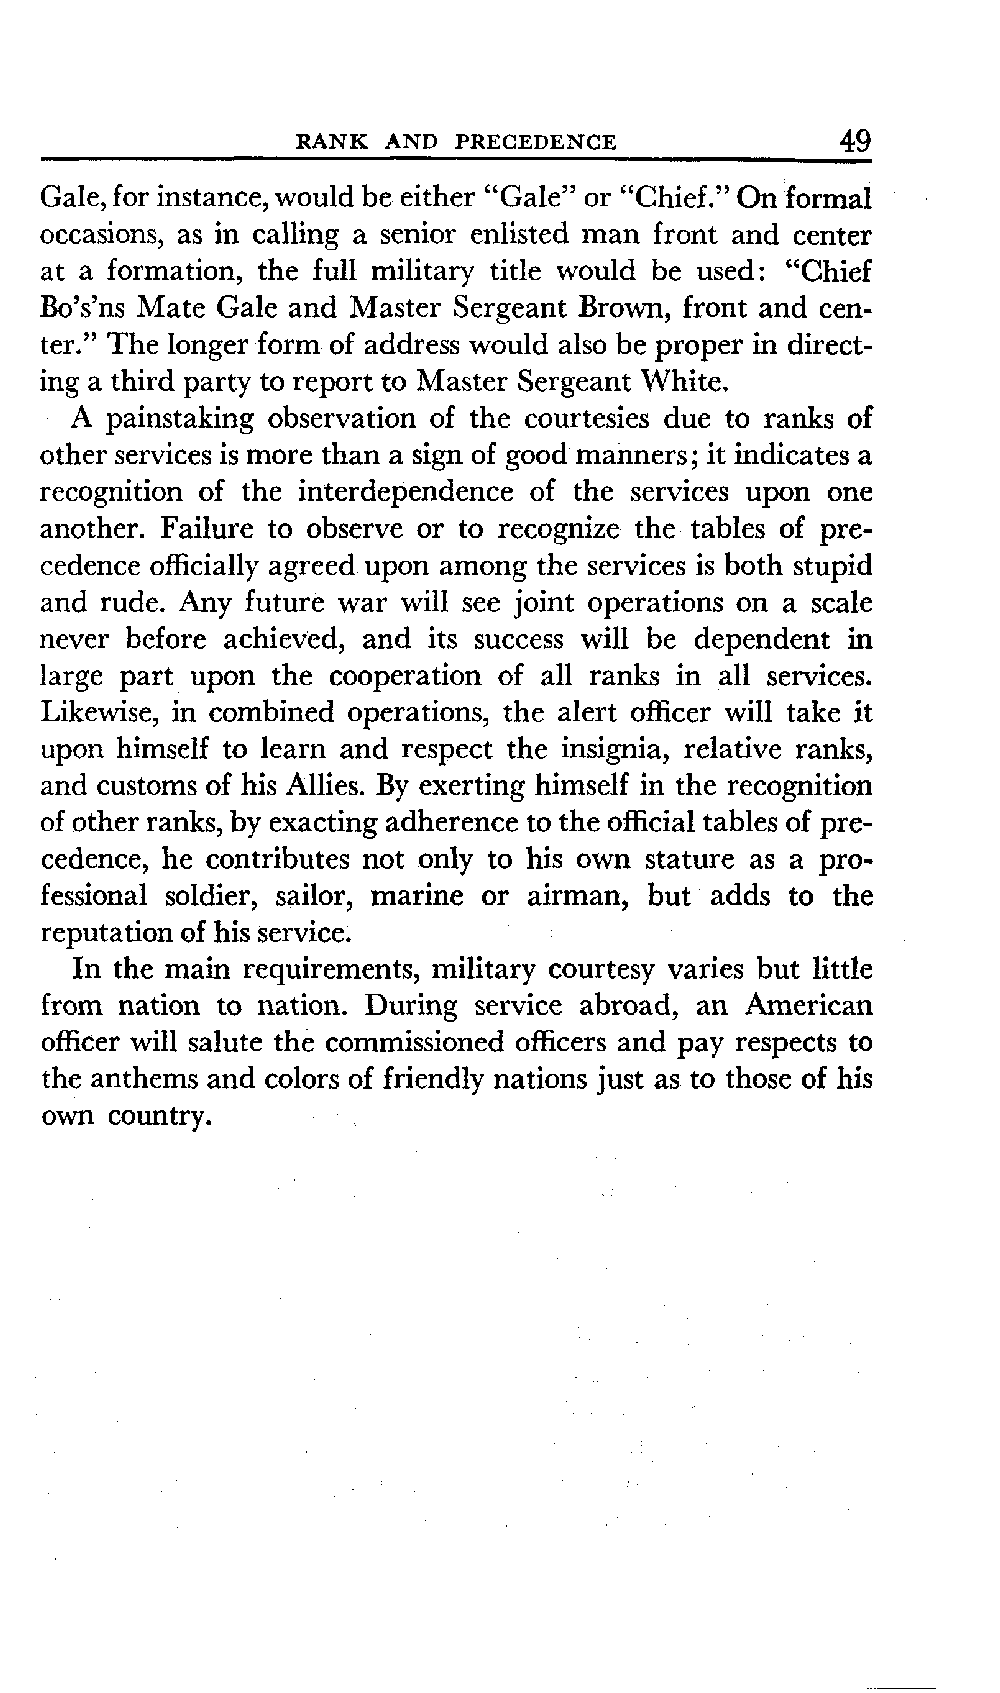 RANK AND PRECEDENCE 49
Gale, for instance, would be either “Gale” or “Chief.” On formal
occasions, as in calling a senior enlisted man front and center
at a formation, the full military title would be used: “Chief
Bo’s’ns Mate Gale and Master Sergeant Brown, front and cen-
ter.” The longer form of address would also be proper in direct-
ing a third party to report to Master Sergeant White.
A painstaking observation of the courtesies due to ranks of
other services is more than a sign of good manners; it indicates a
recognition of the interdependence of the services upon one
another. Failure to observe or to recognize the tables of pre-
cedence officially agreed upon among the services is both stupid
and rude. Any future war will see joint operations on a scale
never before achieved, and its success will be dependent in
large part upon the cooperation of all ranks in all services.
Likewise, in combined operations, the alert officer will take it
upon himself to learn and respect the insignia, relative ranks,
and customs of his Allies. By exerting himself in the recognition
of other ranks, by exacting adherence to the official tables of pre-
cedence, he contributes not only to his own stature as a pro-
fessional soldier, sailor, marine or airman, but adds to the
reputation of his service.
In the main requirements, military courtesy varies but little
from nation to nation. During service abroad, an American
officer will salute the commissioned officers and pay respects to
the anthems and colors of friendly nations just as to those of his
own country.